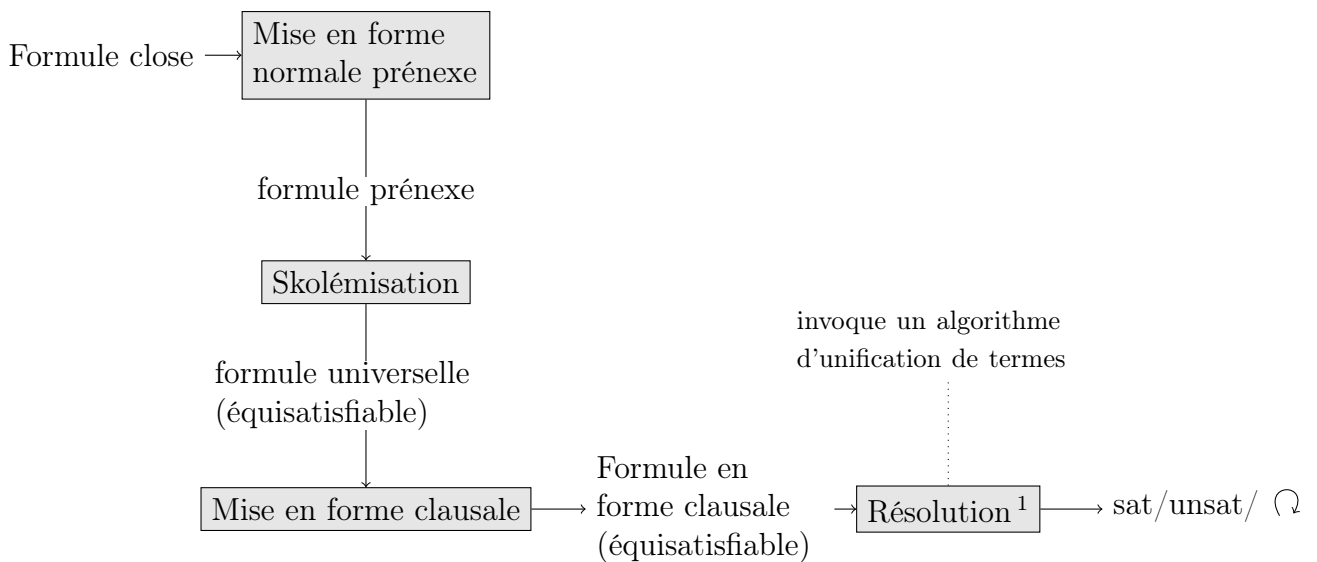 Formule close
Mise en forme
normale prénexe
formule prénexe
Skolémisation
formule universelle
(équisatisfiable)
Mise en forme clausale
Formule en
forme clausale
(équisatisfiable)
invoque un algorithme
d'unification de termes
Résolution 1
sat/unsat/